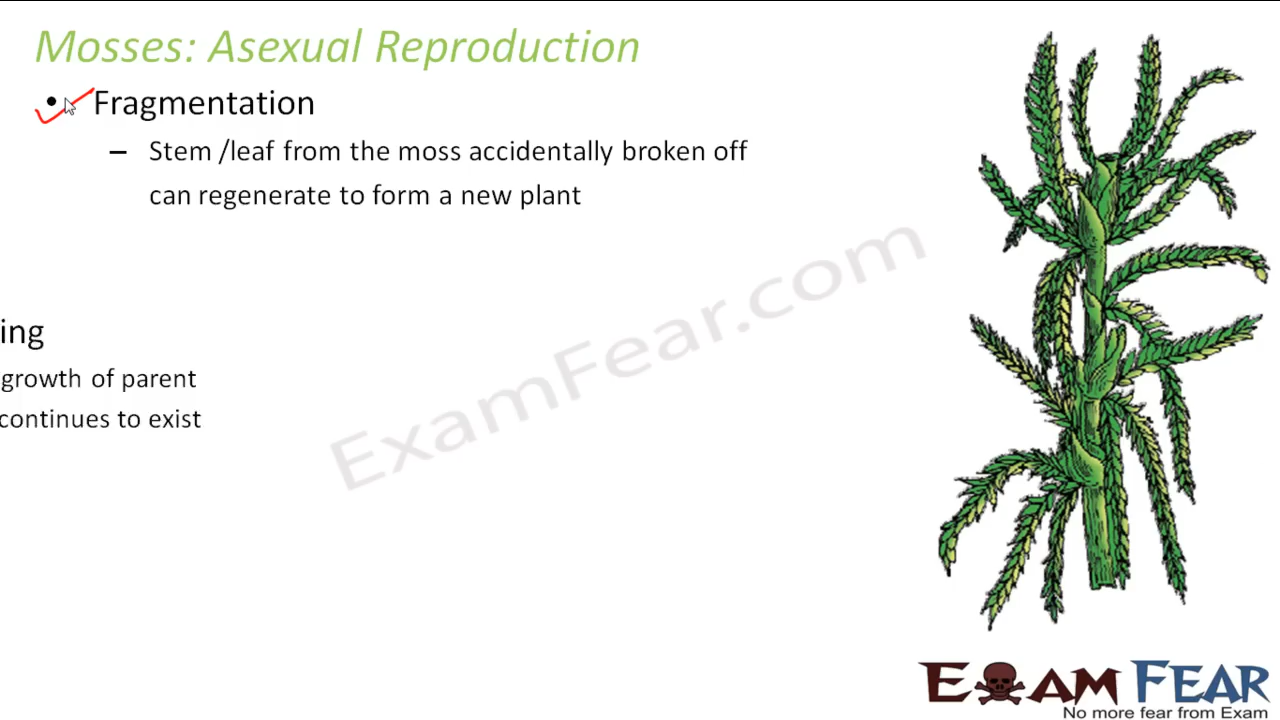 Mosses: Asexual Reproduction
• Fragmentation
– Stem /leaf from the moss accidentally broken off
can regenerate to form a new plant
ing
growth of parent
continues to exist
ExamFear.com
EXAM FEAR
No more fear from Exam